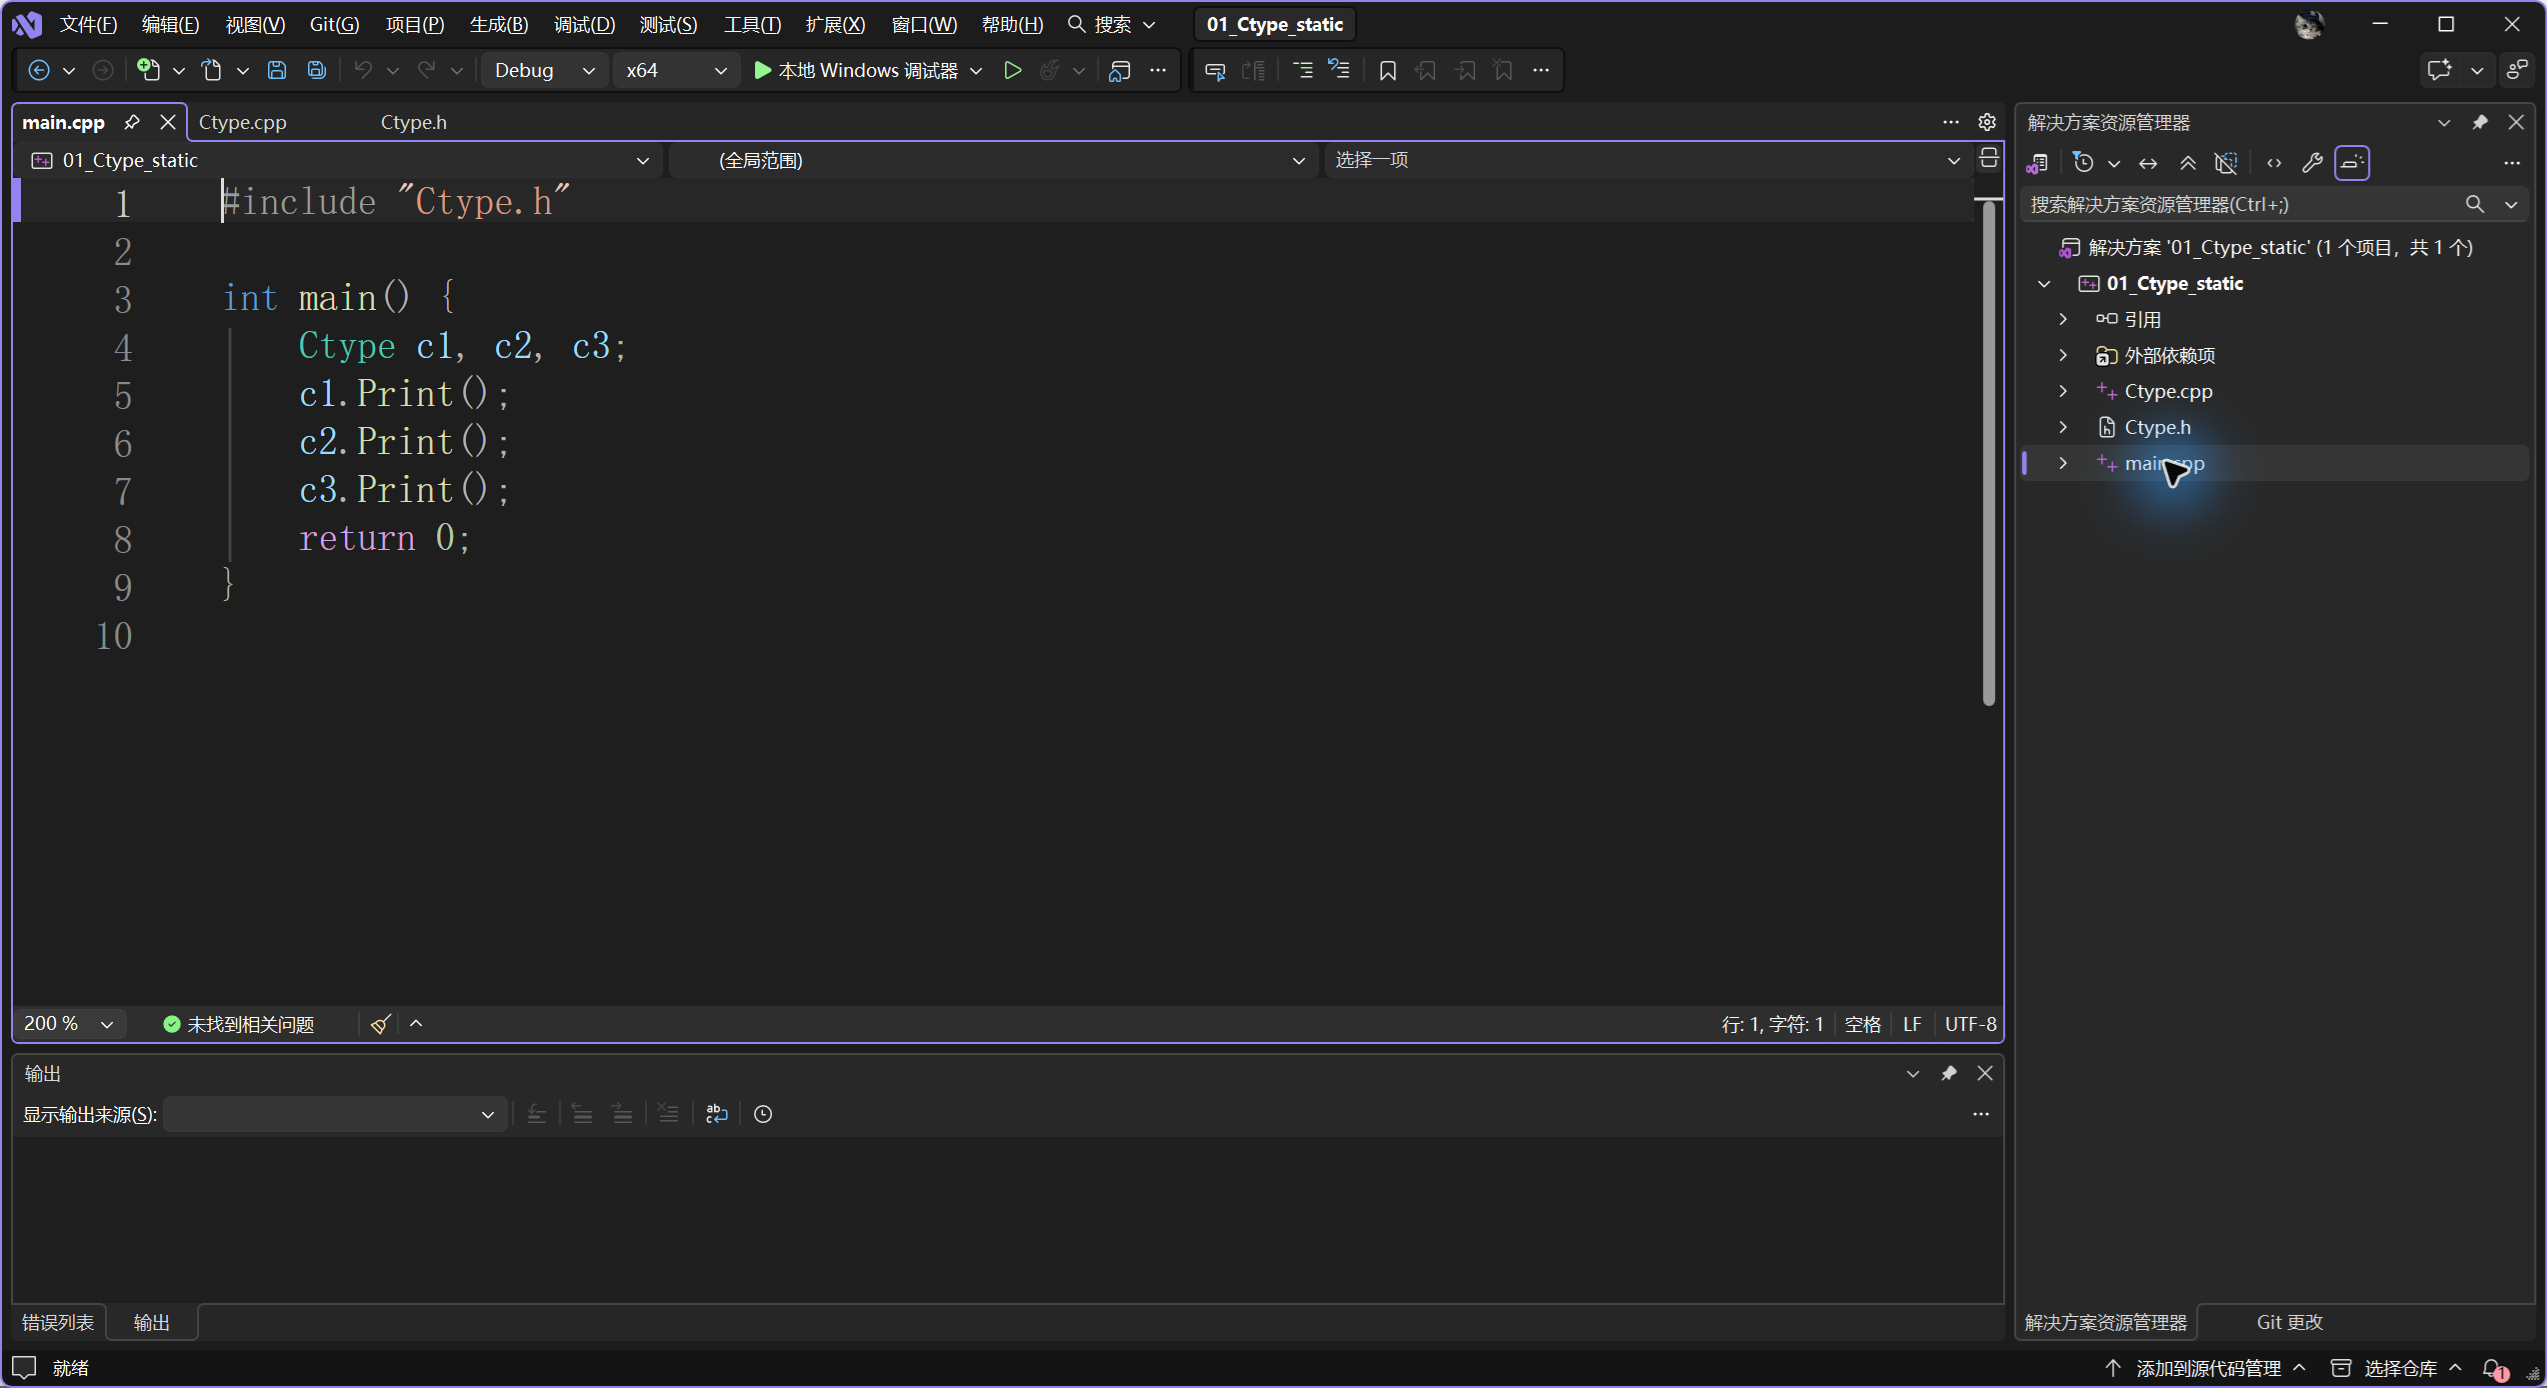 文件(F) 编辑(E) 视图(V) Git(G) 项目(P) 生成(B) 调试(D) 测试(S) 工具(T) 扩展(X) 窗口(W) 帮助(H) 搜索 01_Ctype_static
Debug x64 本地 Windows 调试器
main.cpp Ctype.cpp Ctype.h
01_Ctype_static (全局范围) 选择一项
1 #include "Ctype.h"
2
3 int main() {
4 Ctype c1, c2, c3;
5 c1.Print();
6 c2.Print();
7 c3.Print();
8 return 0;
9 }
10
200 % 未找到相关问题 行: 1, 字符: 1 空格 LF UTF-8
输出
显示输出来源(S):
错误列表 输出
解决方案资源管理器
搜索解决方案资源管理器(Ctrl+;)
解决方案 '01_Ctype_static' (1 个项目，共 1 个)
01_Ctype_static
引用
外部依赖项
Ctype.cpp
Ctype.h
main.cpp
解决方案资源管理器 Git 更改
就绪 添加到源代码管理 选择仓库 1